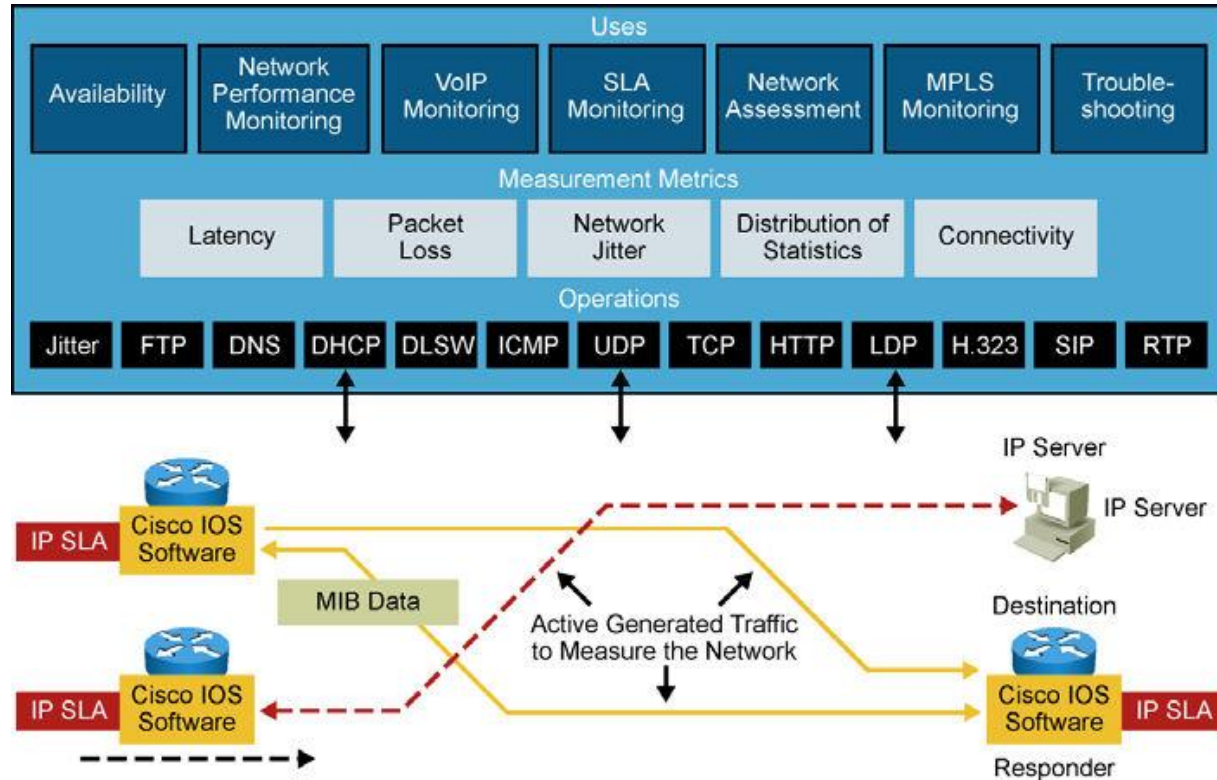 Uses
Availability
Network
Performance
Monitoring
VoIP
Monitoring
SLA
Monitoring
Network
Assessment
MPLS
Monitoring
Trouble-
shooting
Measurement Metrics
Latency
Packet
Loss
Network
Jitter
Distribution of
Statistics
Connectivity
Operations
Jitter
FTP
DNS
DHCP
DLSW
ICMP
UDP
TCP
HTTP
LDP
H.323
SIP
RTP
IP Server
IP Server
IP SLA
Cisco IOS
Software
MIB Data
Active Generated Traffic
to Measure the Network
Destination
IP SLA
Cisco IOS
Software
Cisco IOS
Software
IP SLA
Responder